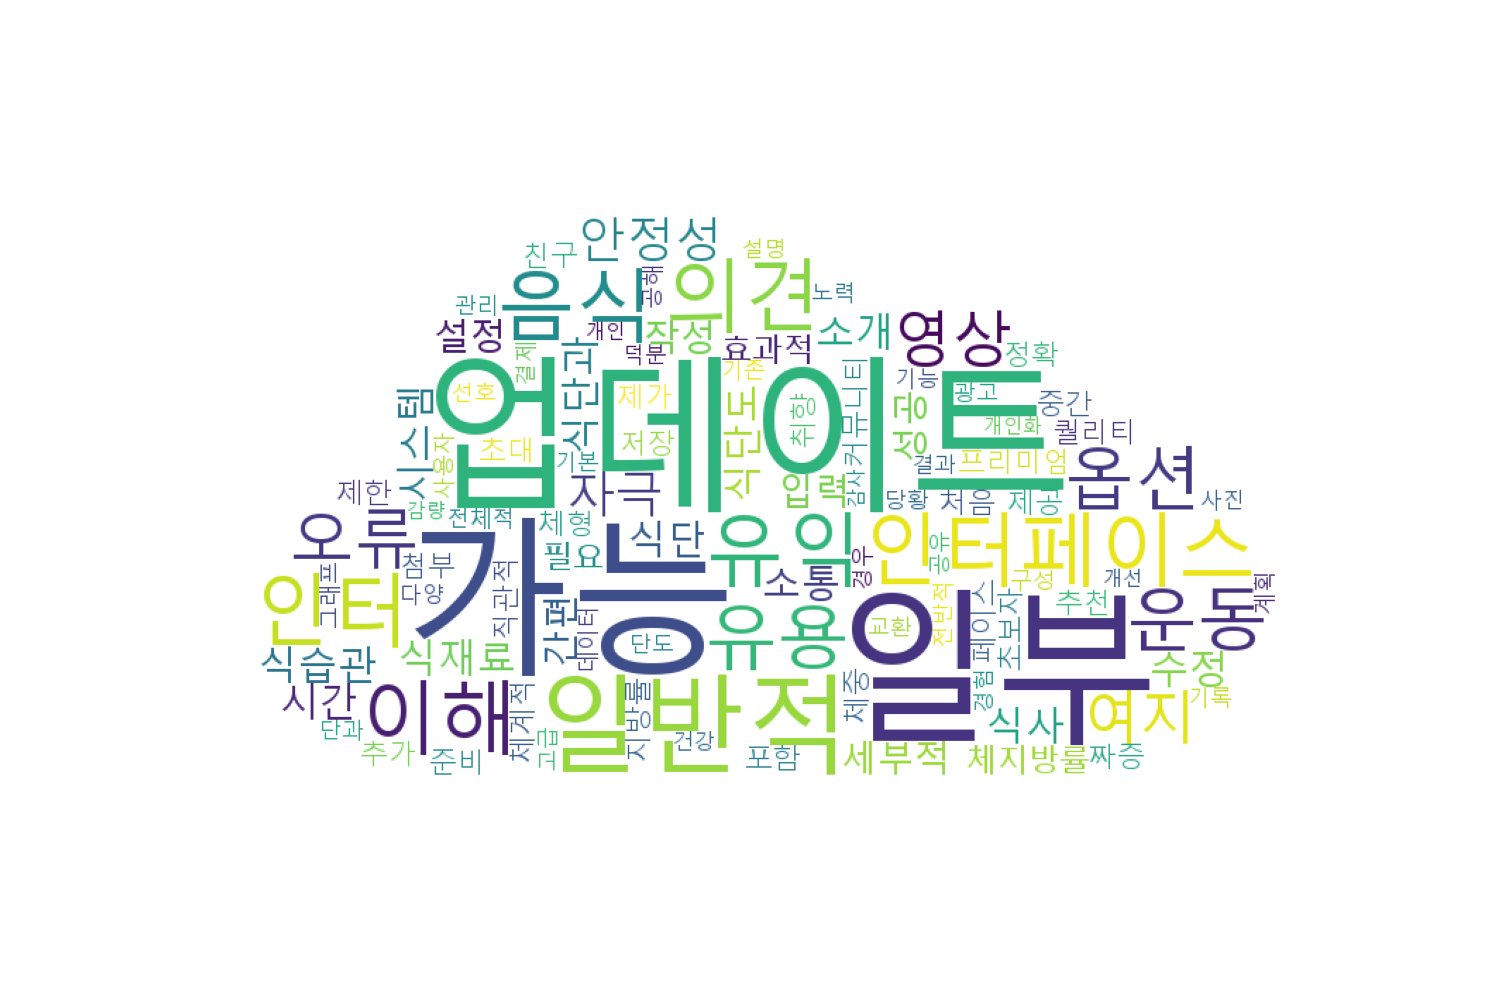 안정성
친구
설명
음식
의견
공해
노력
관리
설정
개인
작성
소개
영상
효과적
정확
덕분
결제
식단과
업데이트
기존
기능
선호
제가
광고
중간
시스템
식단도
취향
커뮤니티
성공
개인화
퀄리티
초대
저장
사용자
기본
결과
프리미엄
옵션
제한
자극
입력
감사
당황
처음
제공
사진
감량
전체적
체형
오류
가능
필요
식단
유익
인터페이스
인터
첨부
그래프
다양
직관적
간편
데이터
소통
경우
공유
구성
개선
계획
일부
추천
운동
단도
유용
교환
전반적
페이스
초보자
식습관
식재료
수정
시간
이해
체계적
일반적
지방률
체중
경험
식사
여지
기록
단과
추가
준비
고급
건강
포함
세부적
체지방률
짜증